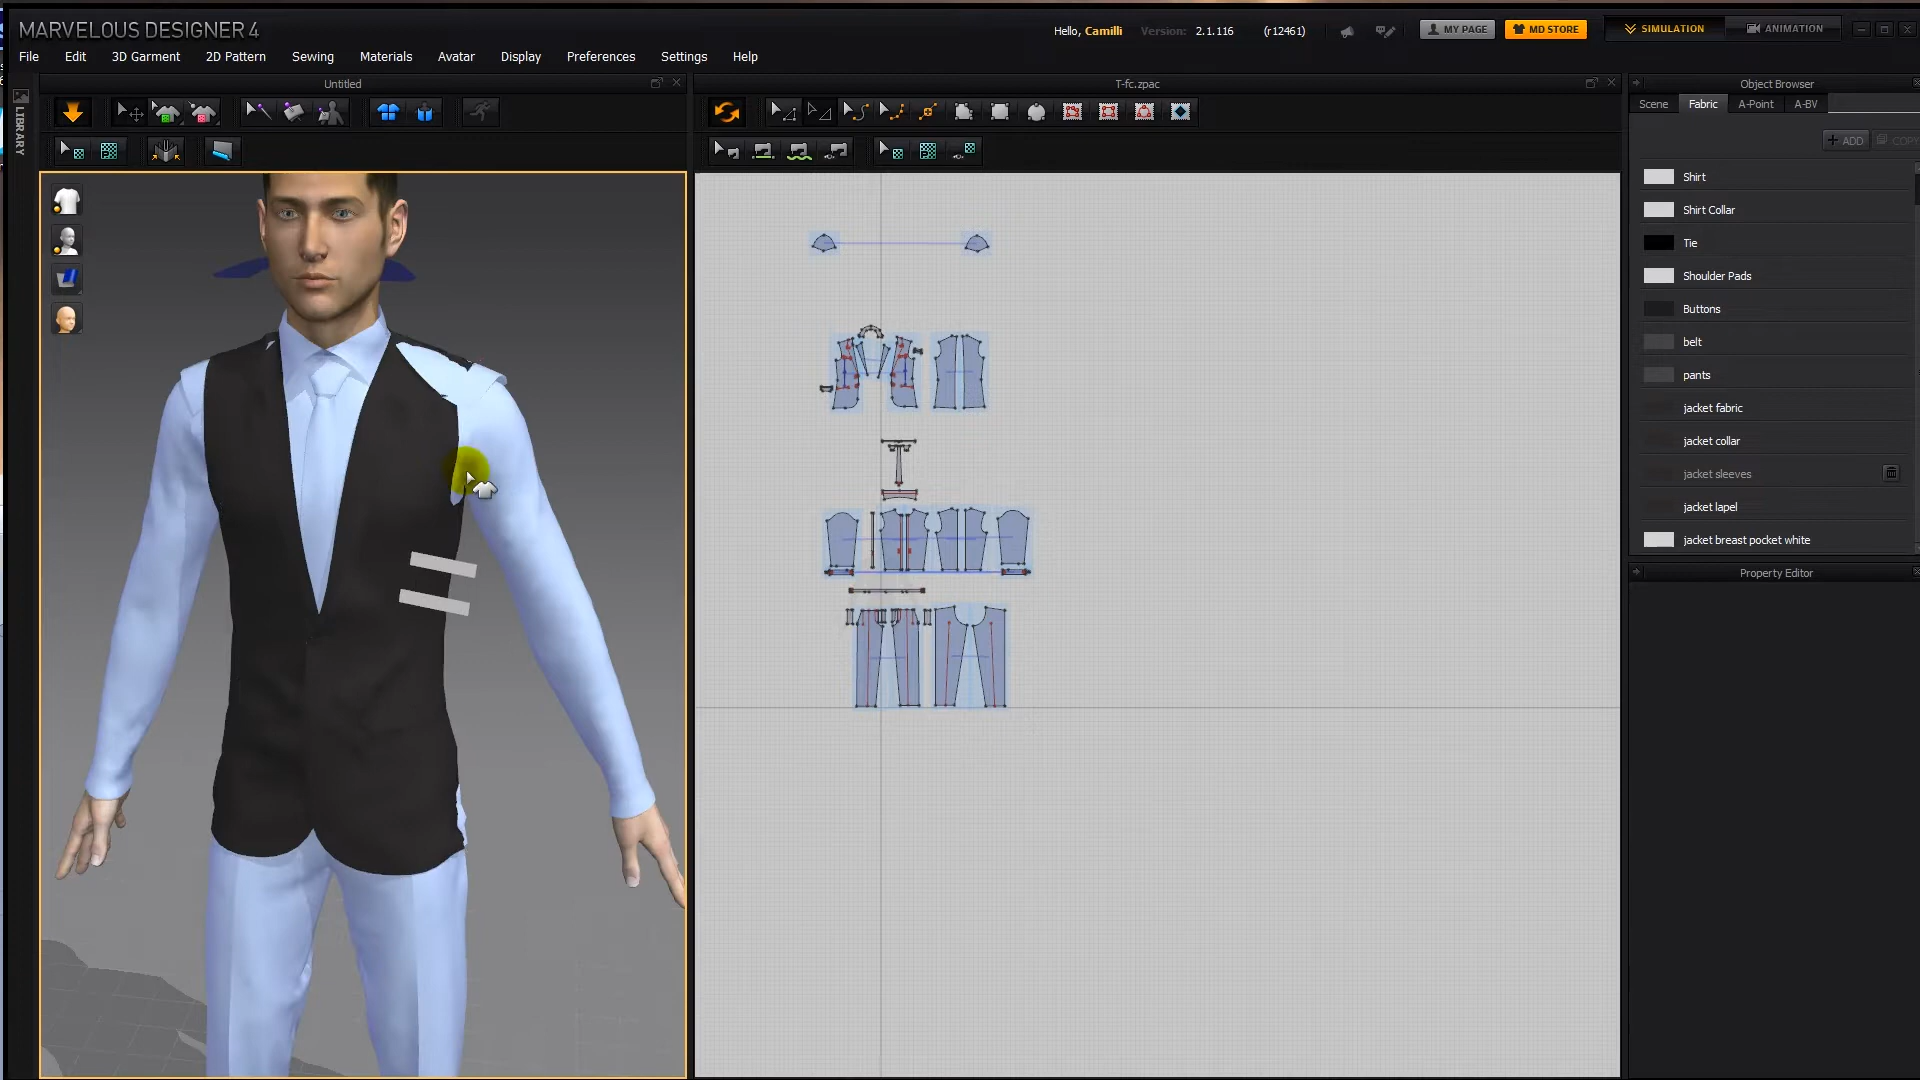 MARVELOUS DESIGNER 4
Hello, Camilli
Version: 2.1.116 (r12461)
MY PAGE
MD STORE
SIMULATION
ANIMATION
File Edit 3D Garment 2D Pattern Sewing Materials Avatar Display Preferences Settings Help
LIBRARY
Untitled
T-fc.zpac
Object Browser
Scene Fabric A-Point A-BV
+ ADD
COPY
Shirt
Shirt Collar
Tie
Shoulder Pads
Buttons
belt
pants
jacket fabric
jacket collar
jacket sleeves
jacket lapel
jacket breast pocket white
Property Editor